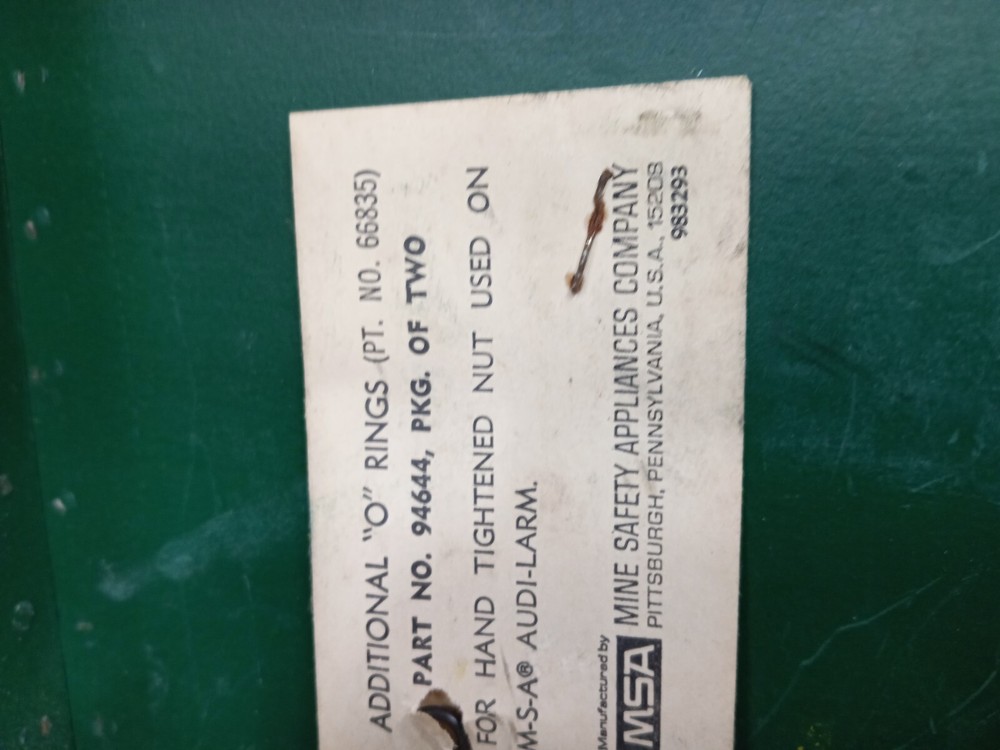 ADDITIONAL "O" RINGS (PT. NO. 66835)
PART NO. 94644, PKG. OF TWO
FOR HAND TIGHTENED NUT USED ON
M-S-A® AUDI-LARM.
Manufactured by
MSA MINE SAFETY APPLIANCES COMPANY
PITTSBURGH, PENNSYLVANIA, U.S.A., 15208
983293